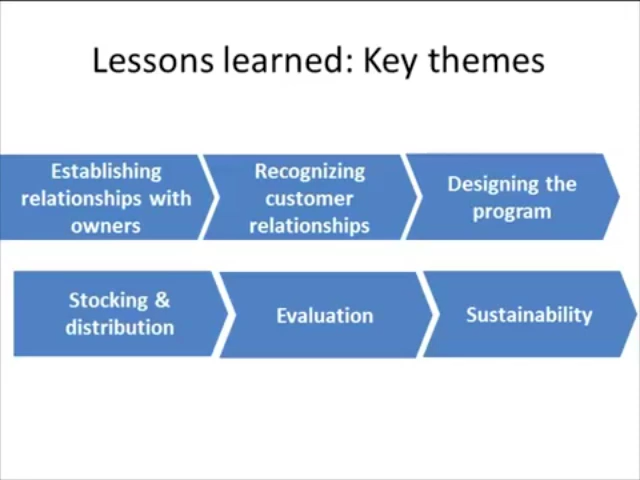 Lessons learned: Key themes
Establishing
relationships with
owners
Recognizing
customer
relationships
Designing the
program
Stocking &
distribution
Evaluation
Sustainability